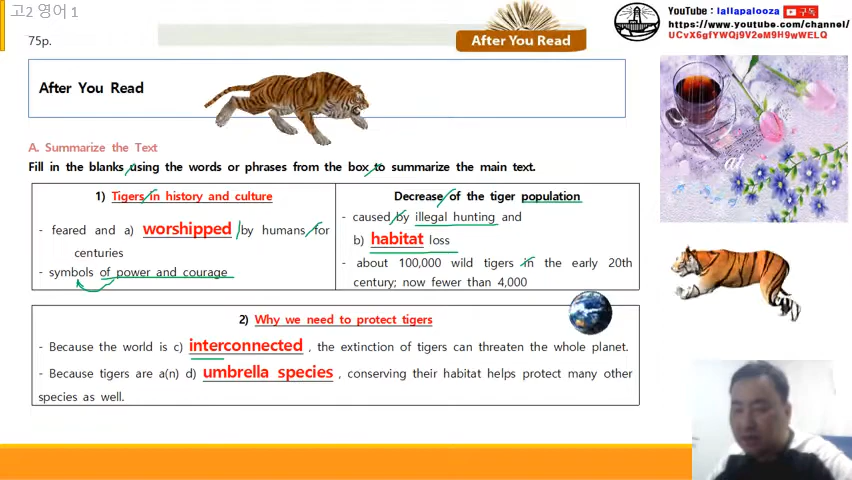 고2 영어 1
75p.
After You Read
YouTube : lallapalooza 구독
https://www.youtube.com/channel/
UCvX6gfYWQj9V2eM9H9wWELQ
After You Read
A. Summarize the Text
Fill in the blanks using the words or phrases from the box to summarize the main text.
1) Tigers in history and culture
- feared and a) worshipped by humans for
centuries
- symbols of power and courage
Decrease of the tiger population
- caused by illegal hunting and
b) habitat loss
- about 100,000 wild tigers in the early 20th
century; now fewer than 4,000
2) Why we need to protect tigers
- Because the world is c) interconnected , the extinction of tigers can threaten the whole planet.
- Because tigers are a(n) d) umbrella species , conserving their habitat helps protect many other
species as well.